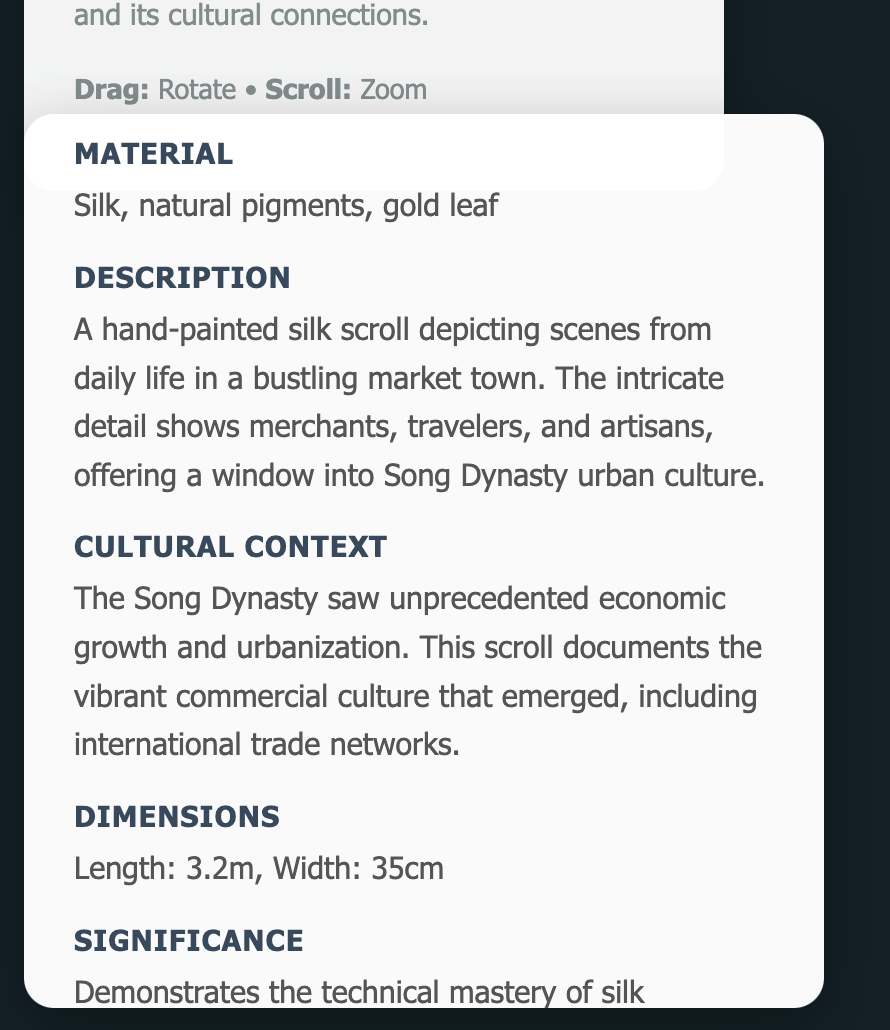 and its cultural connections.
Drag: Rotate • Scroll: Zoom
MATERIAL
Silk, natural pigments, gold leaf
DESCRIPTION
A hand-painted silk scroll depicting scenes from
daily life in a bustling market town. The intricate
detail shows merchants, travelers, and artisans,
offering a window into Song Dynasty urban culture.
CULTURAL CONTEXT
The Song Dynasty saw unprecedented economic
growth and urbanization. This scroll documents the
vibrant commercial culture that emerged, including
international trade networks.
DIMENSIONS
Length: 3.2m, Width: 35cm
SIGNIFICANCE
Demonstrates the technical mastery of silk